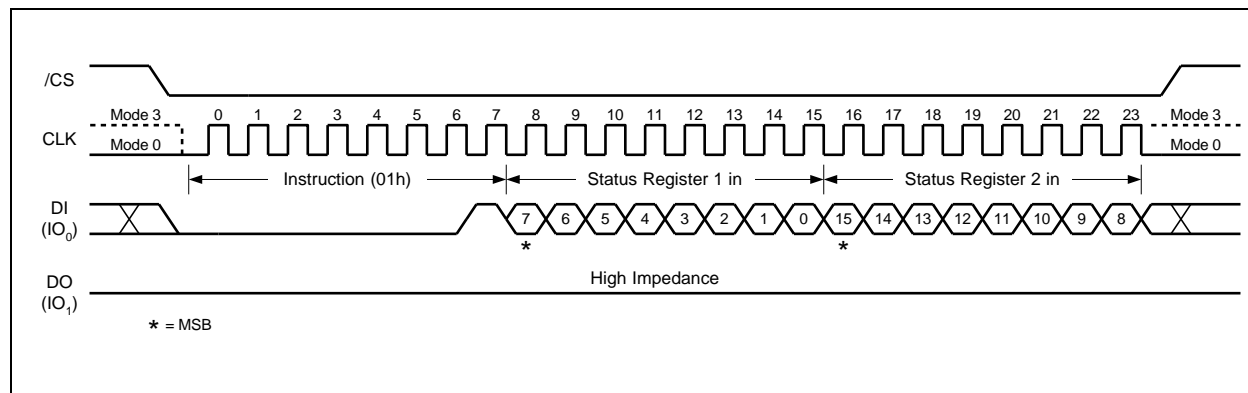 /CS
Mode 3 0 1 2 3 4 5 6 7 8 9 10 11 12 13 14 15 16 17 18 19 20 21 22 23 Mode 3
CLK
Mode 0 Mode 0
Instruction (01h) Status Register 1 in Status Register 2 in
DI
(IO0) 7 6 5 4 3 2 1 0 15 14 13 12 11 10 9 8
* *
High Impedance
DO
(IO1)
* = MSB